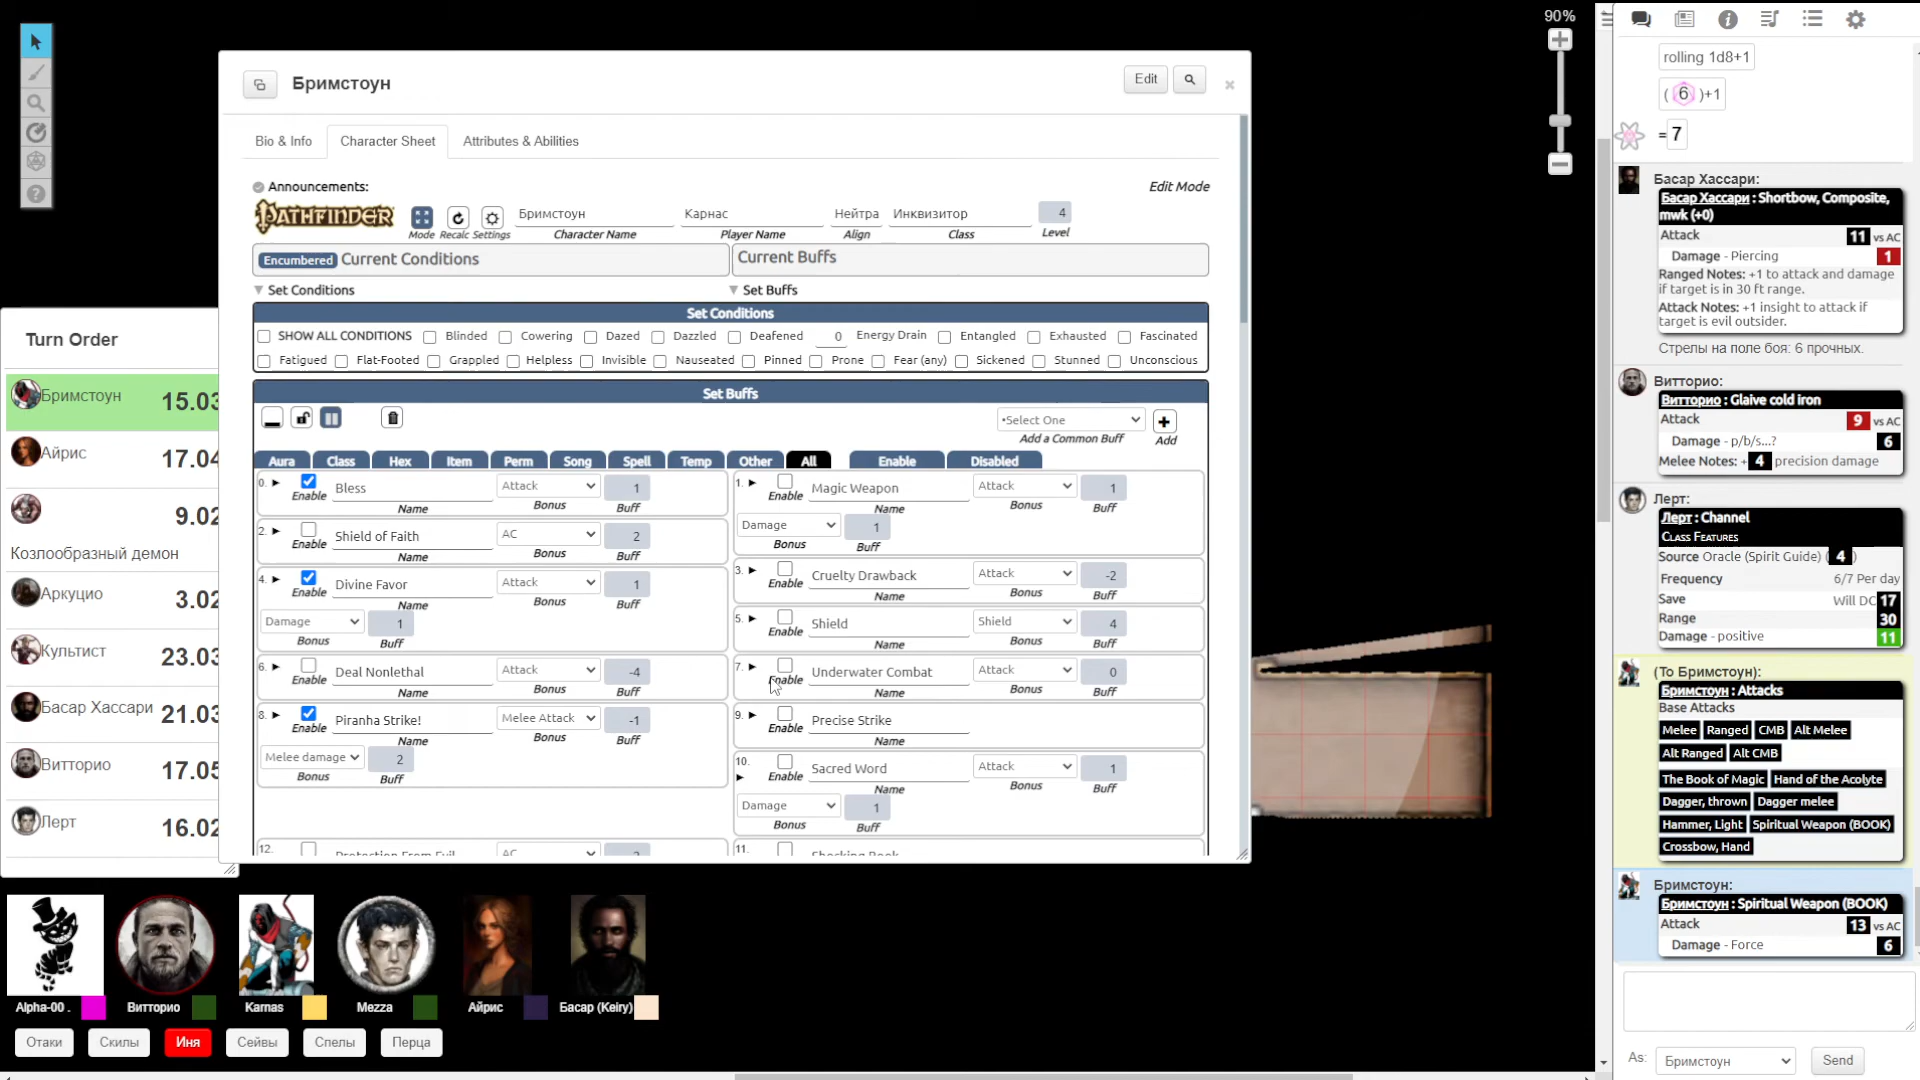 90%
Бримстоун
Edit
Bio & Info
Character Sheet
Attributes & Abilities
Announcements:
Edit Mode
PATHFINDER
Mode Recalc Settings
Бримстоун
Character Name
Карнас
Player Name
Нейтра
Align
Инквизитор
Class
4
Level
Encumbered Current Conditions
Current Buffs
Set Conditions
Set Buffs
Set Conditions
SHOW ALL CONDITIONS Blinded Cowering Dazed Dazzled Deafened 0 Energy Drain Entangled Exhausted Fascinated
Fatigued Flat-Footed Grappled Helpless Invisible Nauseated Pinned Prone Fear (any) Sickened Stunned Unconscious
Set Buffs
•Select One
Add a Common Buff
Add
Aura Class Hex Item Perm Song Spell Temp Other All Enable Disabled
0. Enable Bless Name Attack Bonus 1 Buff
1. Enable Magic Weapon Name Attack Bonus 1 Buff
Damage Bonus 1 Buff
2. Enable Shield of Faith Name AC Bonus 2 Buff
3. Enable Cruelty Drawback Name Attack Bonus -2 Buff
4. Enable Divine Favor Name Attack Bonus 1 Buff
Damage Bonus 1 Buff
5. Enable Shield Name Shield Bonus 4 Buff
6. Enable Deal Nonlethal Name Attack Bonus -4 Buff
7. Enable Underwater Combat Name Attack Bonus 0 Buff
8. Enable Piranha Strike! Name Melee Attack Bonus -1 Buff
Melee damage Bonus 2 Buff
9. Enable Precise Strike Name
10. Enable Sacred Word Name Attack Bonus 1 Buff
Damage Bonus 1 Buff
12. Protection From Evil AC 2
11. Shocking Book
Turn Order
Бримстоун 15.03
Айрис 17.04
9.02
Козлообразный демон
Аркуцио 3.02
Культист 23.03
Басар Хассари 21.03
Витторио 17.05
Лерт 16.02
Alpha-00 .
Витторио
Karnas
Mezza
Айрис
Басар (Keiry)
Отаки
Скилы
Иня
Сейвы
Спелы
Перца
rolling 1d8+1
( 6 )+1
=7
Басар Хассари:
Басар Хассари : Shortbow, Composite,
mwk (+0)
Attack 11 vs AC
Damage - Piercing 1
Ranged Notes: +1 to attack and damage
if target is in 30 ft range.
Attack Notes: +1 insight to attack if
target is evil outsider.
Стрелы на поле боя: 6 прочных.
Витторио:
Витторио : Glaive cold iron
Attack 9 vs AC
Damage - p/b/s...? 6
Melee Notes: + 4 precision damage
Лерт:
Лерт : Channel
CLASS FEATURES
Source Oracle (Spirit Guide) ( 4 )
Frequency 6/7 Per day
Save Will DC 17
Range 30
Damage - positive 11
(To Бримстоун):
Бримстоун : Attacks
Base Attacks
Melee Ranged CMB Alt Melee
Alt Ranged Alt CMB
The Book of Magic Hand of the Acolyte
Dagger, thrown Dagger melee
Hammer, Light Spiritual Weapon (BOOK)
Crossbow, Hand
Бримстоун:
Бримстоун : Spiritual Weapon (BOOK)
Attack 13 vs AC
Damage - Force 6
As: Бримстоун Send